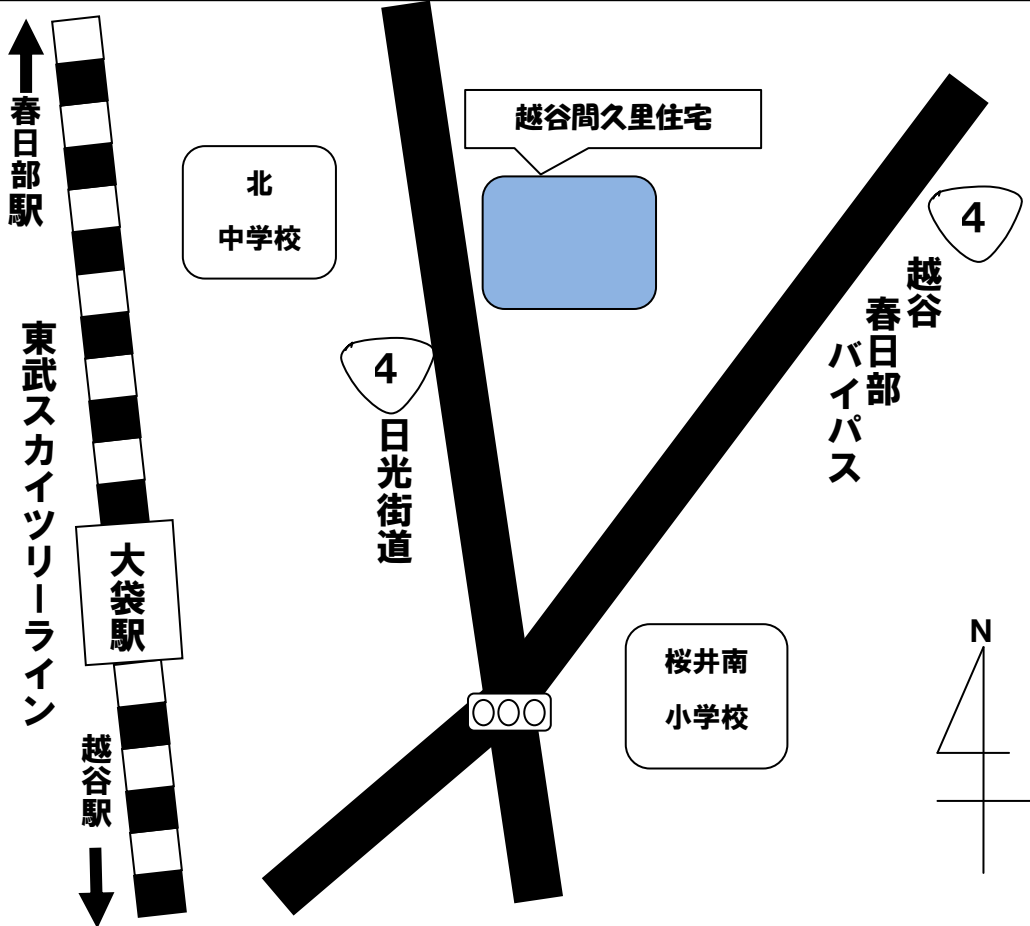 春日部駅
東武スカイツリーライン
大袋駅
越谷駅
北
中学校
越谷間久里住宅
4
日光街道
4
越谷
春日部
バイパス
桜井南
小学校
N